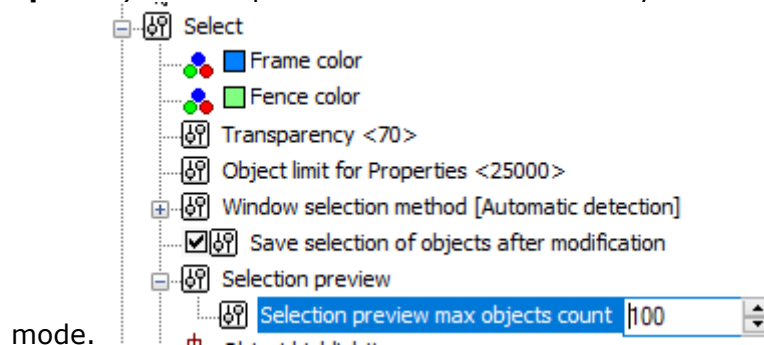 Select
Frame color
Fence color
Transparency <70>
Object limit for Properties <25000>
Window selection method [Automatic detection]
Save selection of objects after modification
Selection preview
Selection preview max objects count 100
mode.